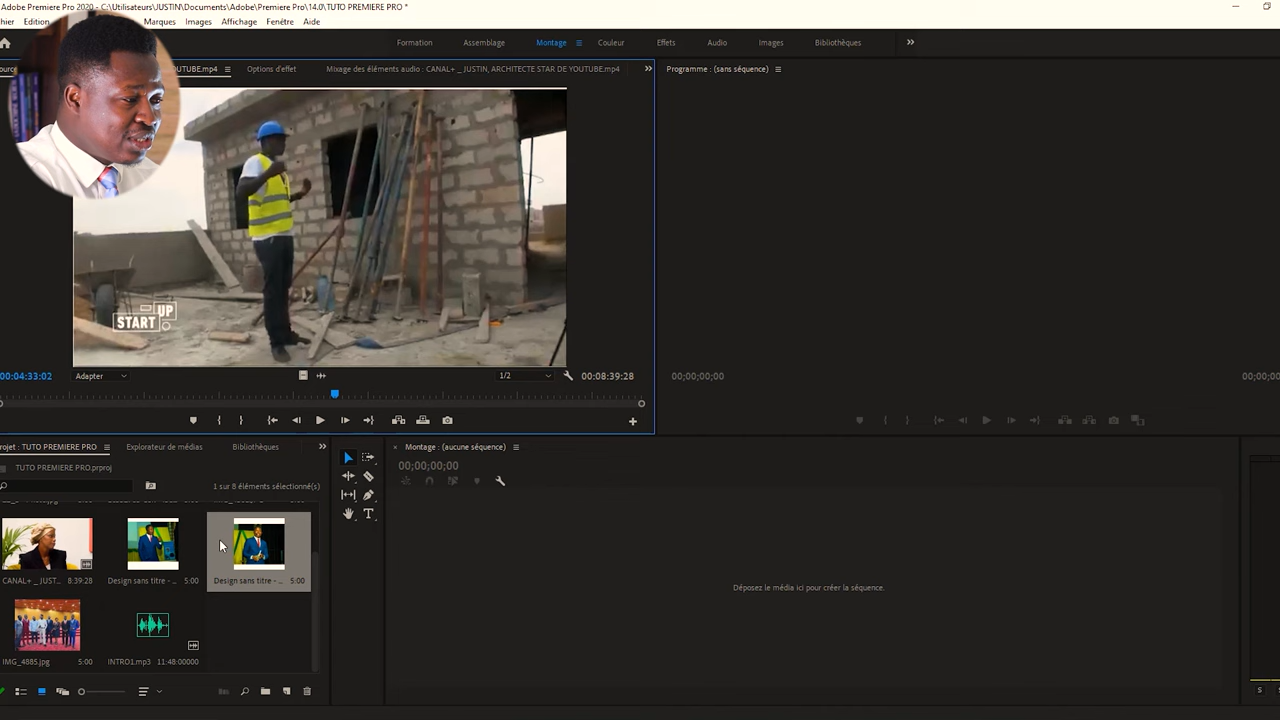 Adobe Premiere Pro 2020 - C:\Utilisateurs\JUSTIN\Documents\Adobe\Premiere Pro\14.0\TUTO PREMIERE PRO *
hier Edition Marques Images Affichage Fenêtre Aide
Formation Assemblage Montage Couleur Effets Audio Images Bibliothèques
OUTUBE.mp4 Options d'effet Mixage des éléments audio : CANAL+ _ JUSTIN, ARCHITECTE STAR DE YOUTUBE.mp4 Programme : (sans séquence)
START UP
00:04:33:02 Adapter 1/2 00:08:39:28 00;00;00;00 00;00
rojet : TUTO PREMIERE PRO Explorateur de médias Bibliothèques Montage : (aucune séquence)
TUTO PREMIERE PRO.prproj 00;00;00;00
1 sur 8 éléments sélectionné(s)
CANAL+ _ JUST... 8:39:28 Design sans titre - ... 5:00 Design sans titre - ... 5:00
Déposez le média ici pour créer la séquence.
IMG_4885.jpg 5:00 INTRO1.mp3 11:48:00000
S